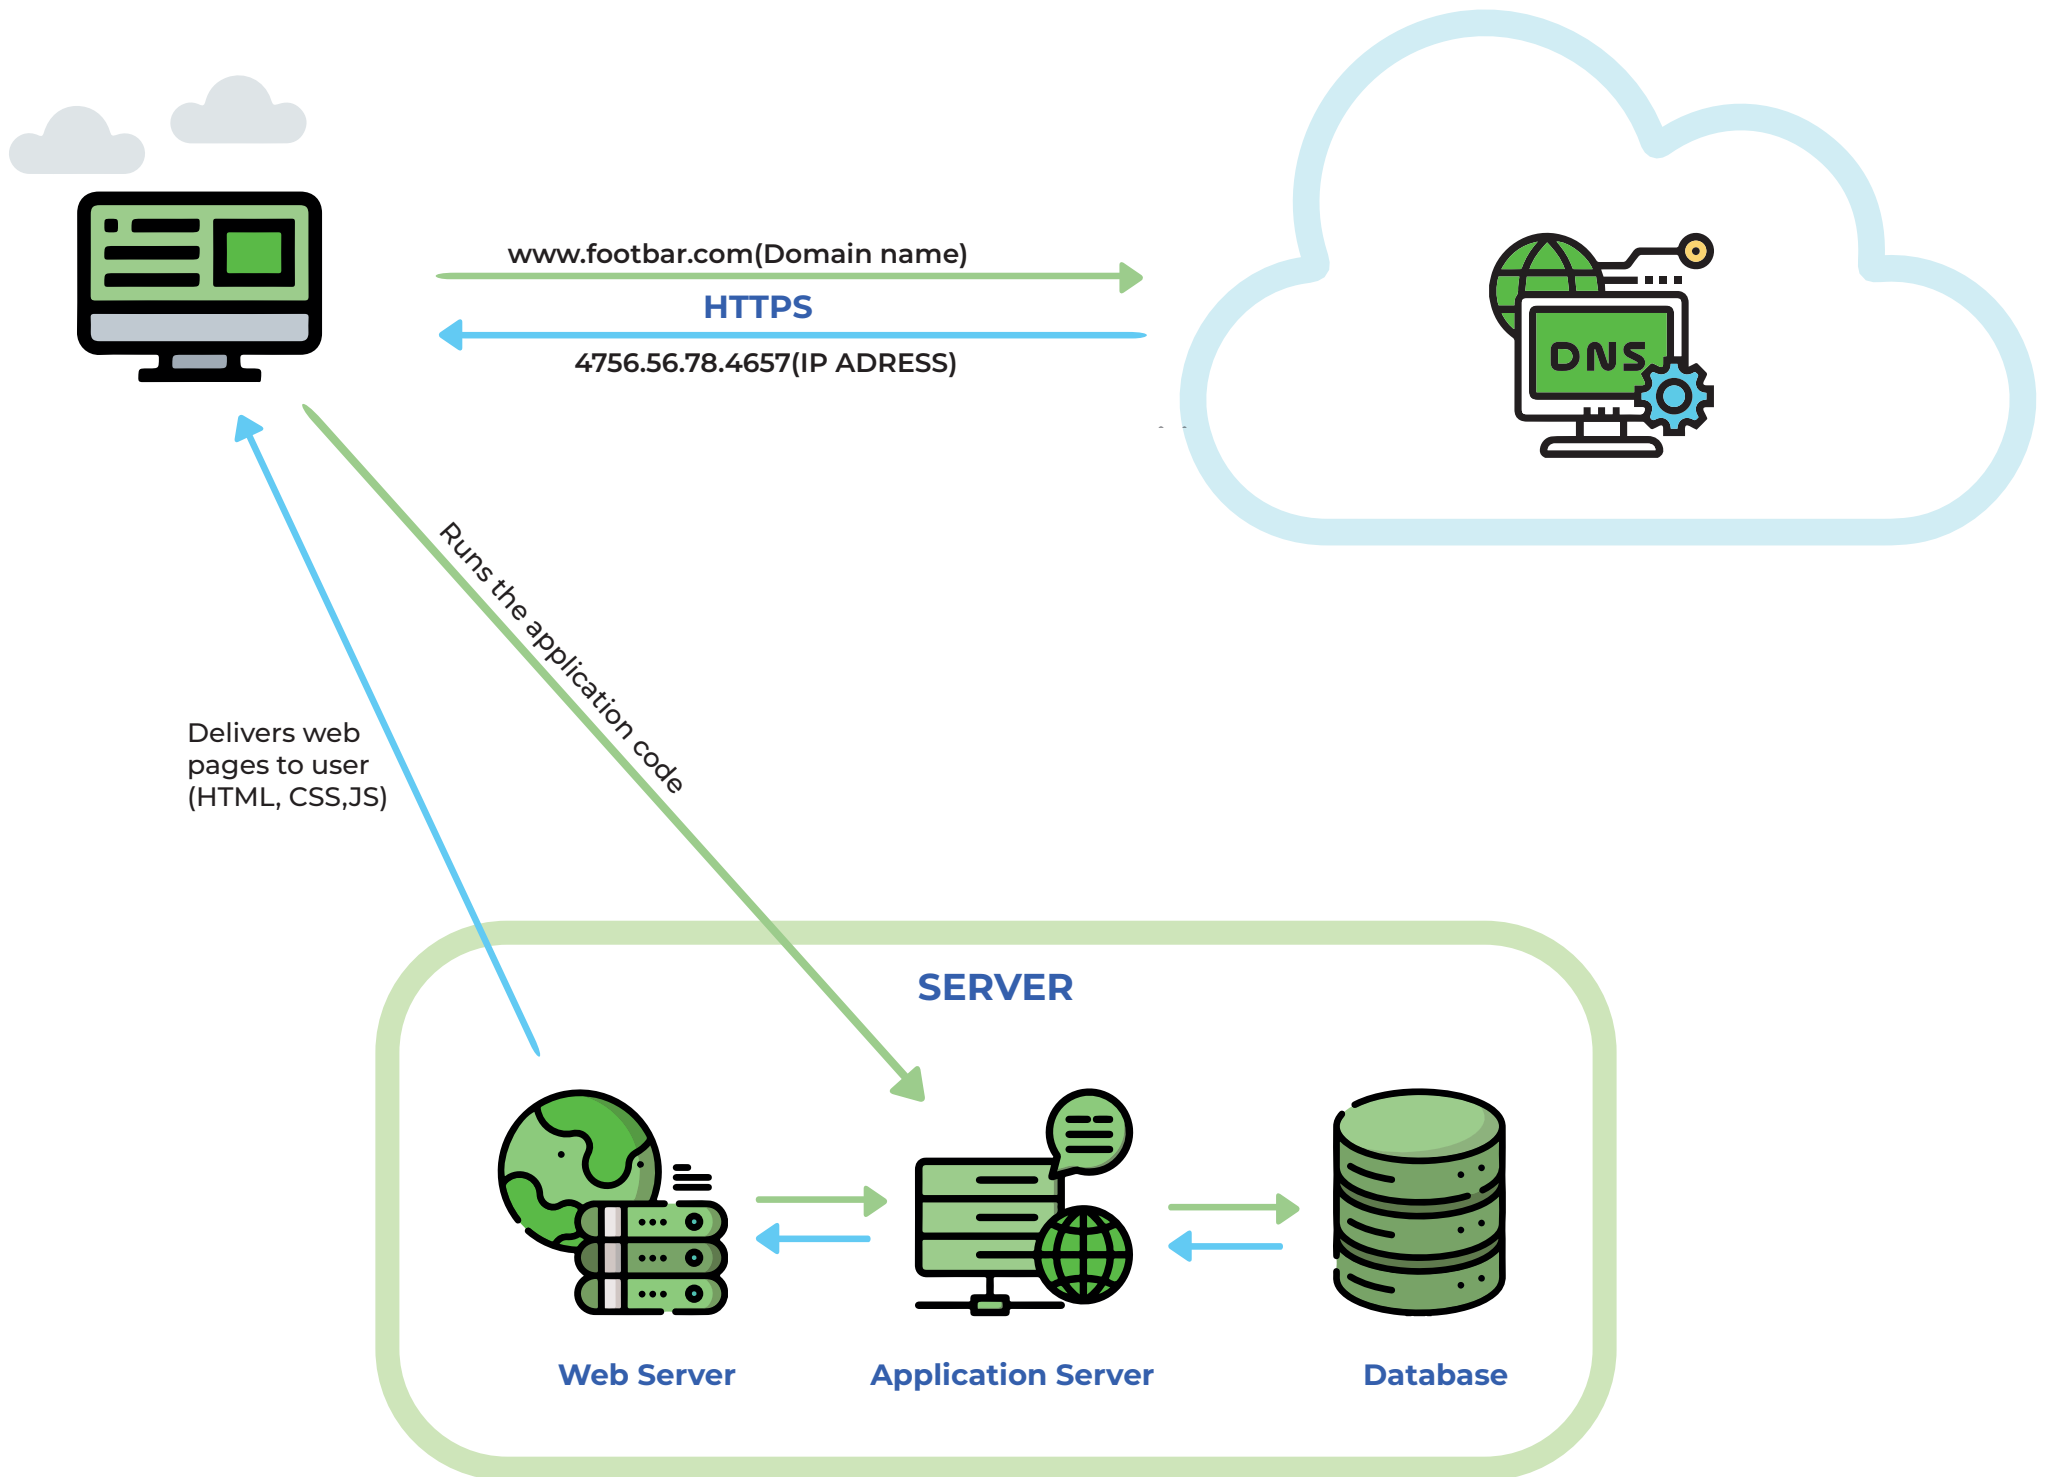 www.footbar.com(Domain name)
HTTPS
4756.56.78.4657(IP ADRESS)
DNS
Runs the application code
Delivers web
pages to user
(HTML, CSS,JS)
SERVER
Web Server
Application Server
Database